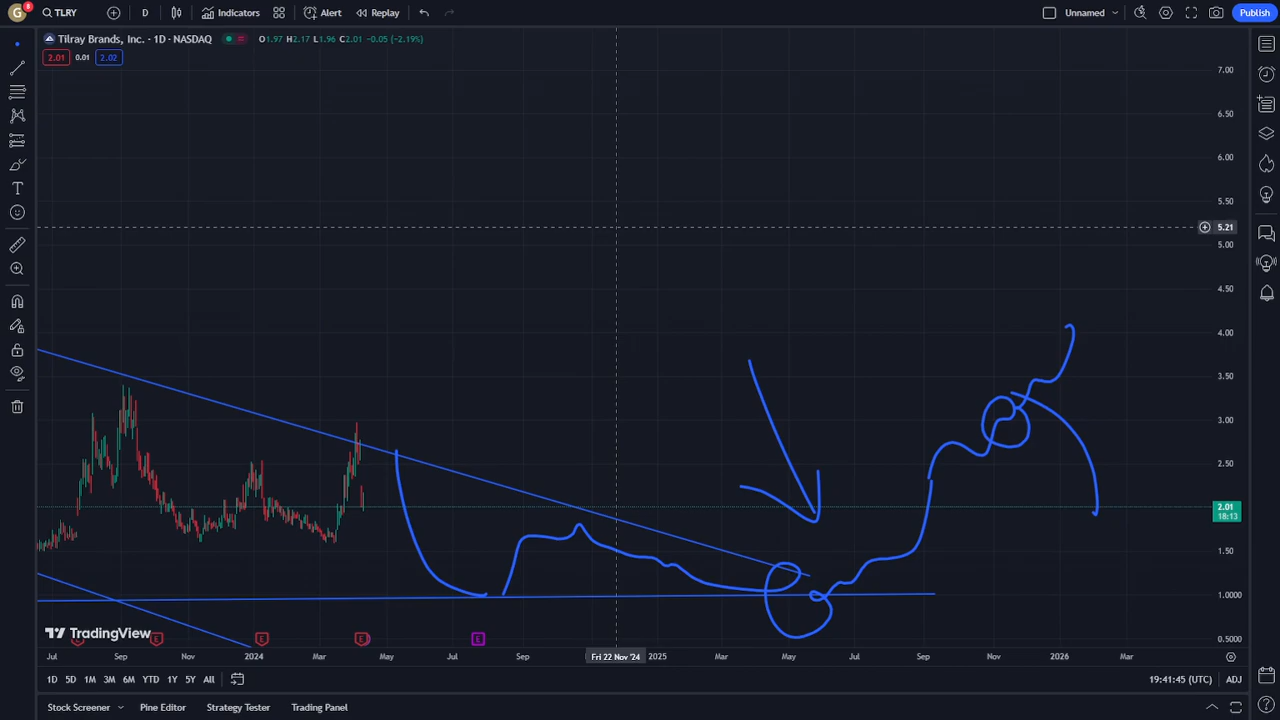 G 8 TLRY D Indicators Alert Replay Unnamed Publish
Tilray Brands, Inc. · 1D · NASDAQ O1.97 H2.17 L1.96 C2.01 −0.05 (−2.19%)
2.01 0.01 2.02
7.00
6.50
6.00
5.50
5.21
5.00
4.50
4.00
3.50
3.00
2.50
2.01
18:13
1.50
1.0000
0.5000
TradingView
E E E E E
Jul Sep Nov 2024 Mar May Jul Sep Fri 22 Nov '24 2025 Mar May Jul Sep Nov 2026 Mar
1D 5D 1M 3M 6M YTD 1Y 5Y All 19:41:45 (UTC) ADJ
Stock Screener Pine Editor Strategy Tester Trading Panel